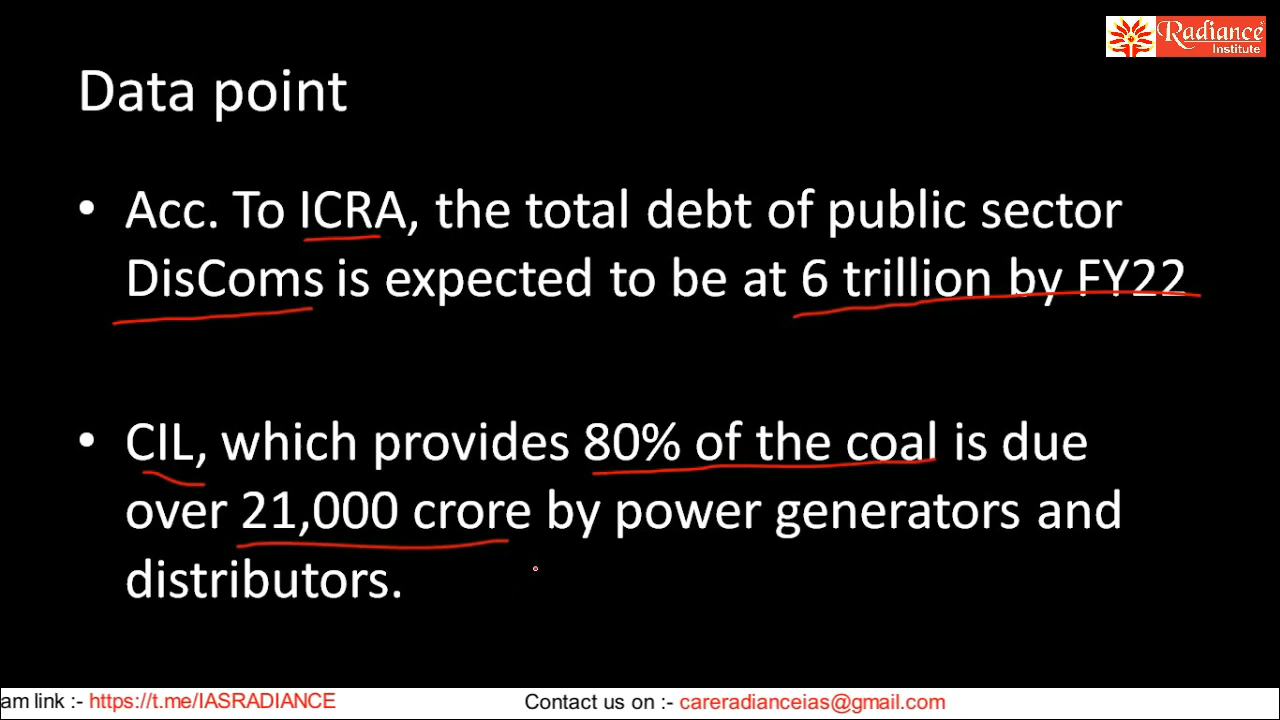 Radiance
Institute
Data point
• Acc. To ICRA, the total debt of public sector
DisComs is expected to be at 6 trillion by FY22
• CIL, which provides 80% of the coal is due
over 21,000 crore by power generators and
distributors.
am link :- https://t.me/IASRADIANCE Contact us on :- careradianceias@gmail.com